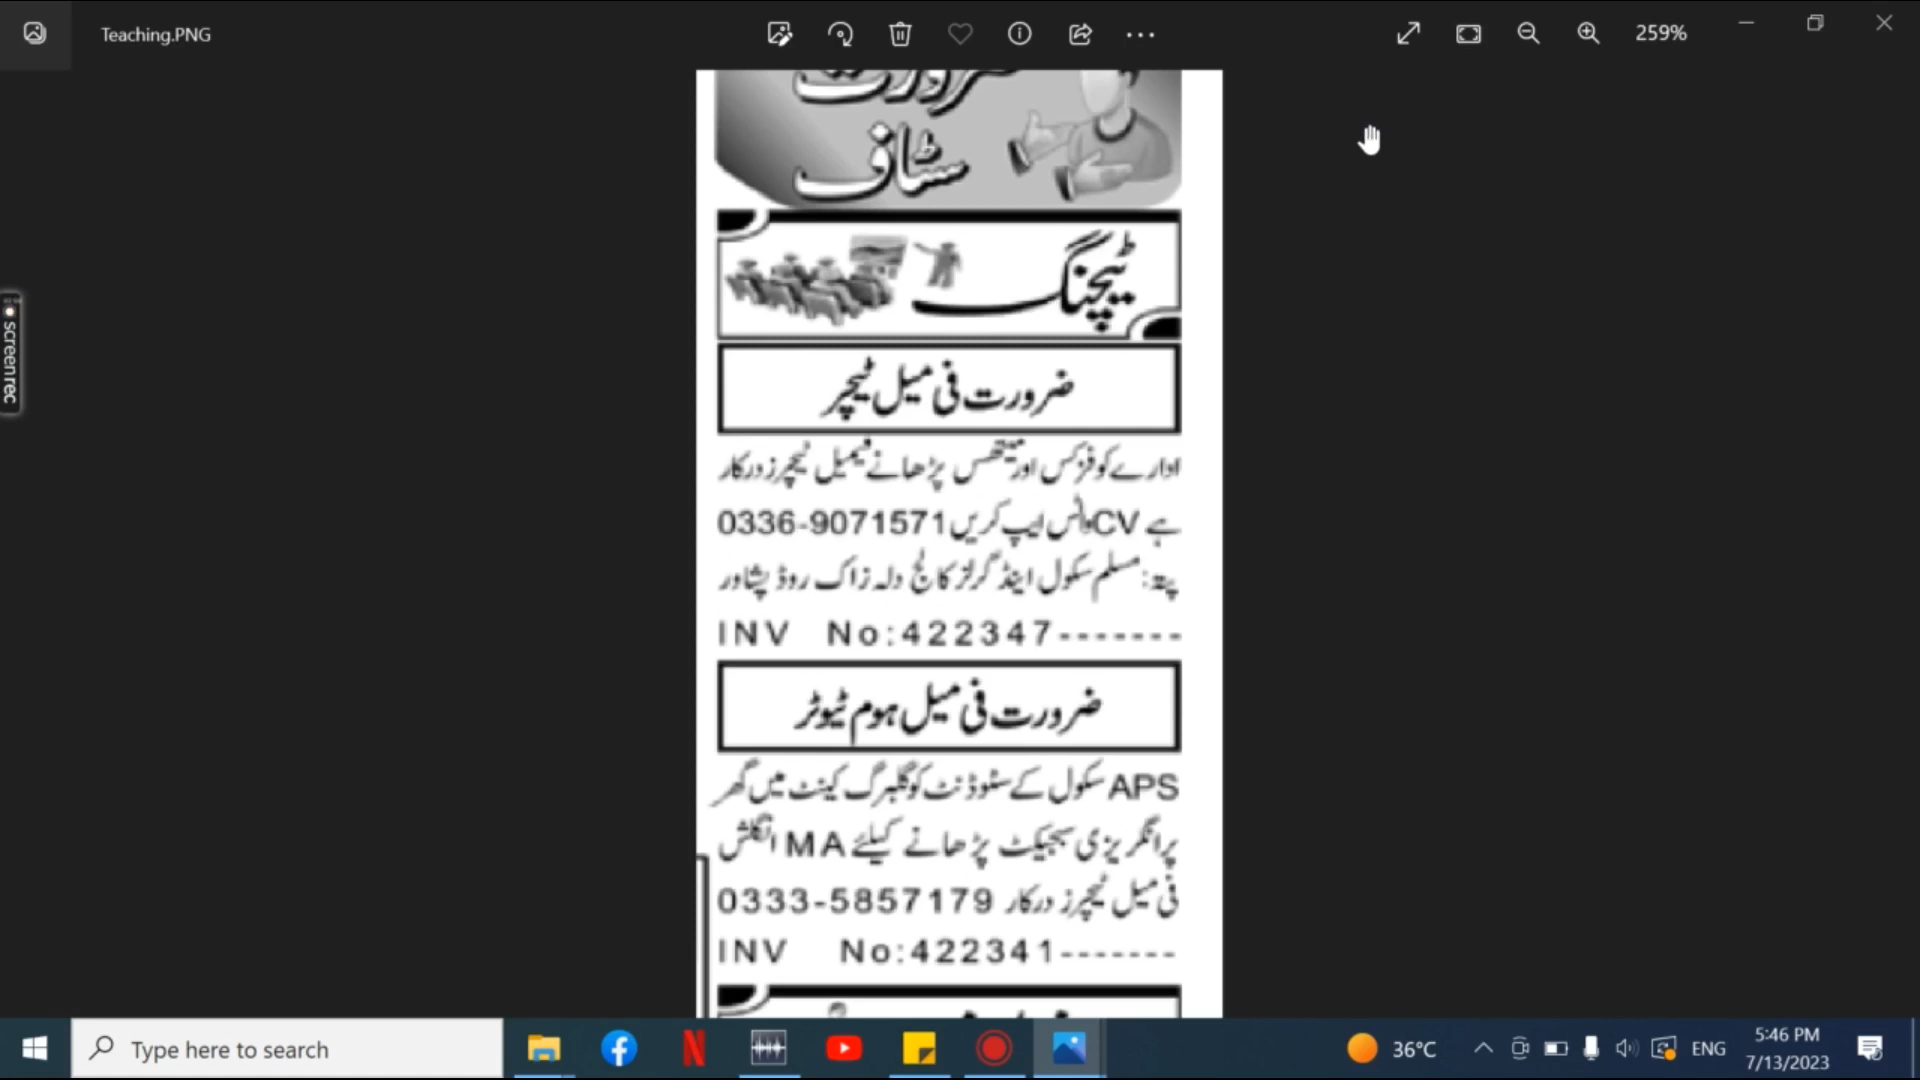 Teaching.PNG
259%
ضرورت
سٹاف
ٹیچنگ
ضرورت فی میل ٹیچر
ادارے کو فزکس اور میتھس پڑھانے فیمیل ٹیچرز درکار
ہے CV واٹس ایپ کریں 0336-9071571
پتہ: مسلم سکول اینڈ گرلز کالج دلہ زاک روڈ پشاور
INV No:422347-------
ضرورت فی میل ہوم ٹیوٹر
APS سکول کے سٹوڈنٹ کو گلبرگ کینٹ میں گھر
پر انگریزی سبجیکٹ پڑھانے کیلئے MA انگلش
فی میل ٹیچرز درکار 0333-5857179
INV No:422341-------
screenrec
Type here to search
36°C
ENG
5:46 PM
7/13/2023